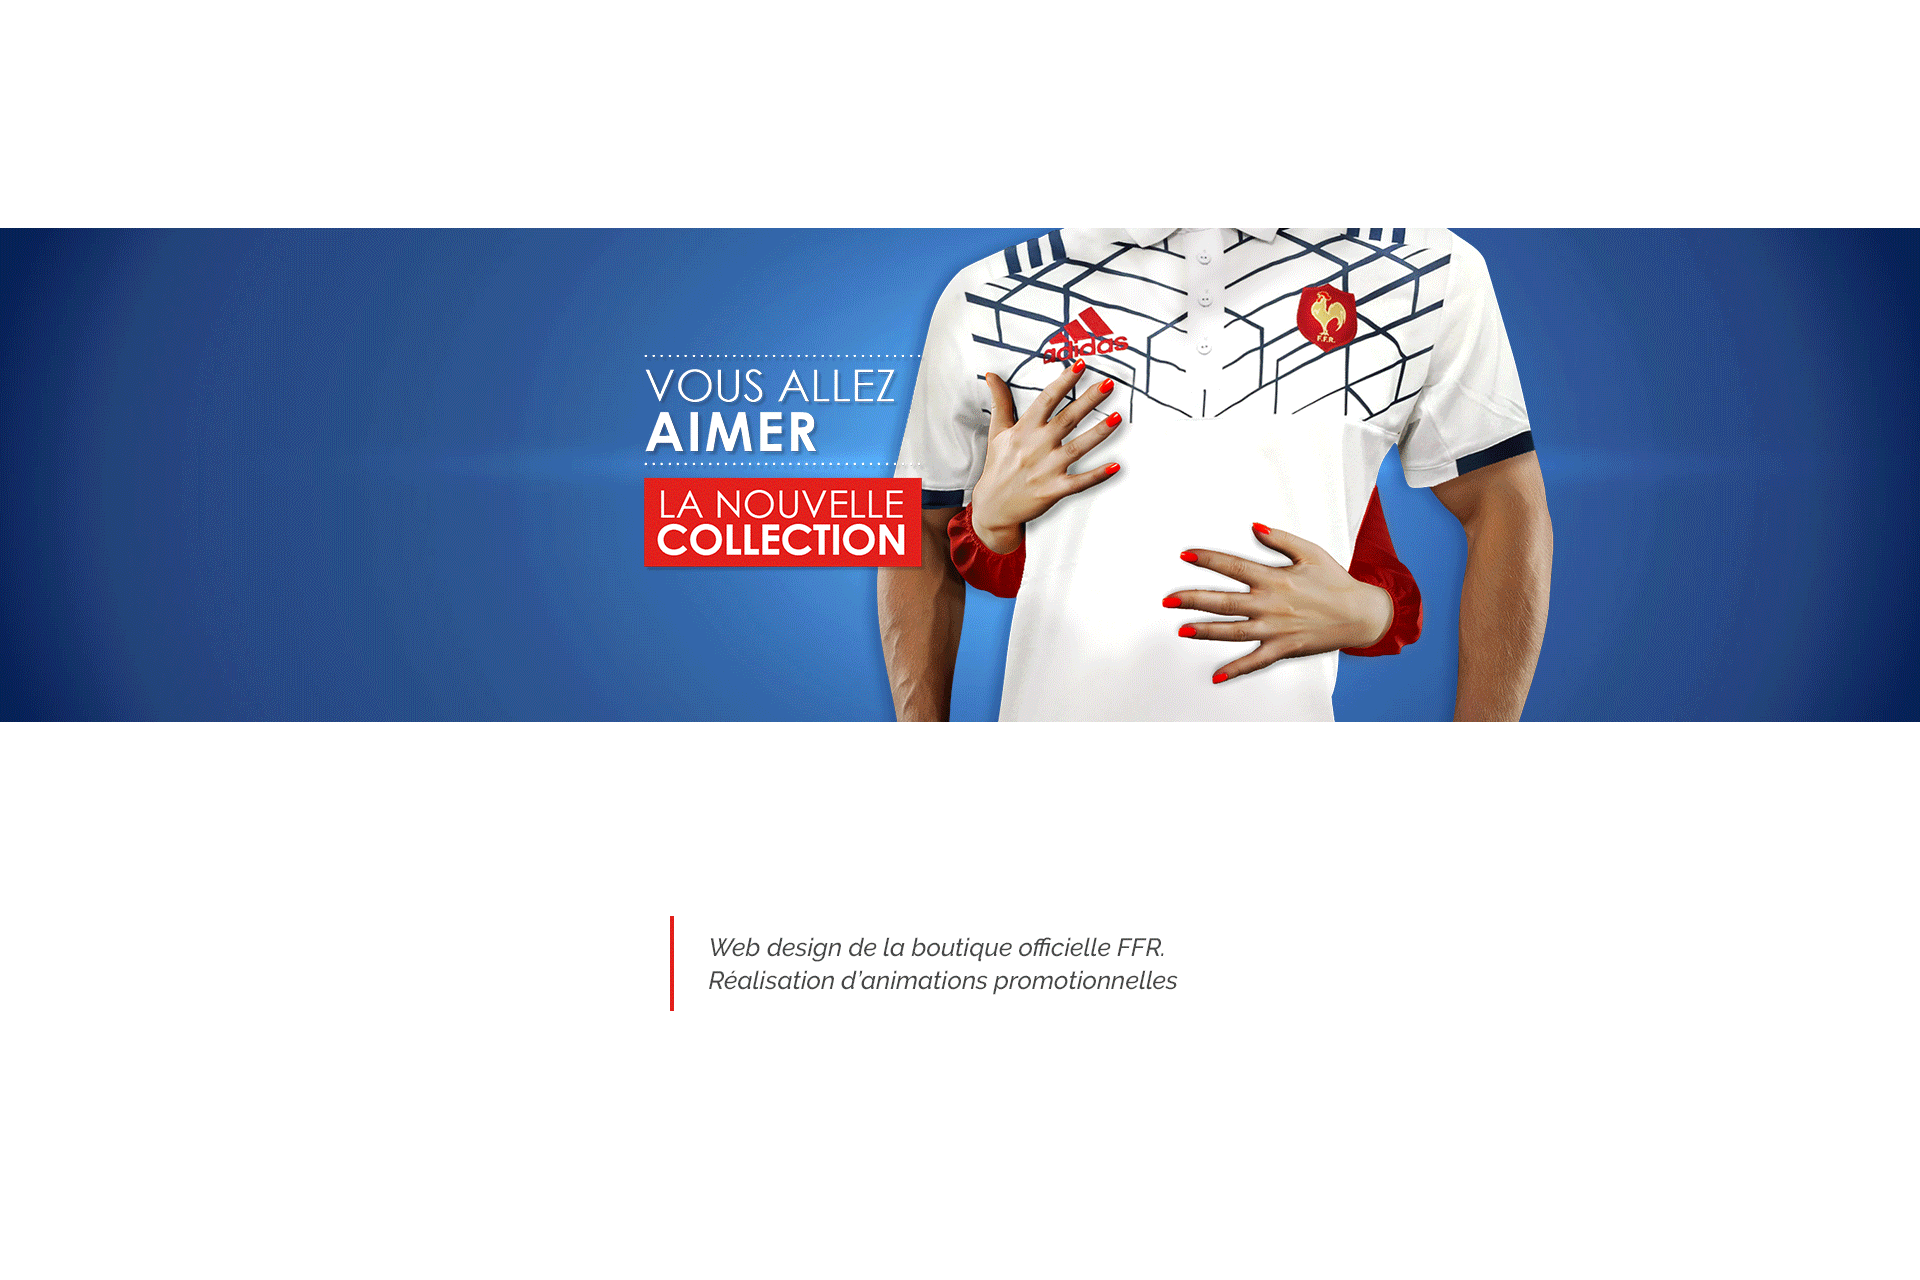 VOUS ALLEZ
AIMER
LA NOUVELLE
COLLECTION
adidas
F.F.R.
Web design de la boutique officielle FFR.
Réalisation d’animations promotionnelles